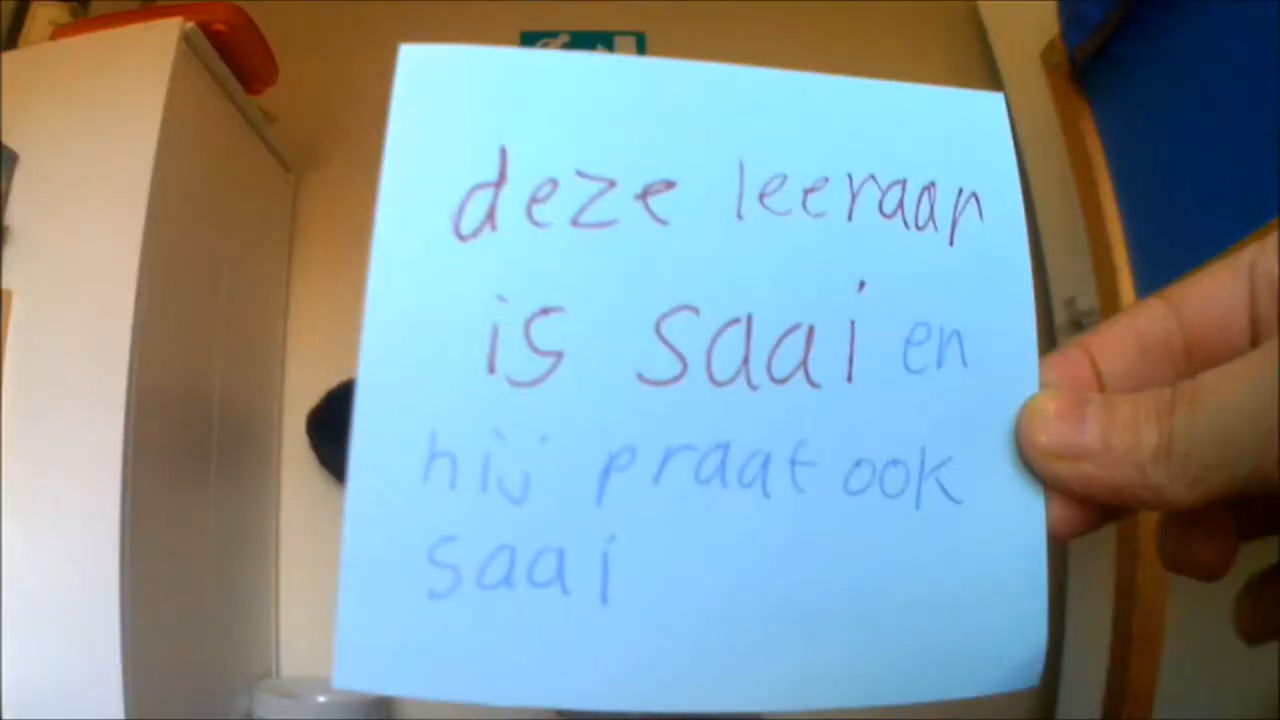 deze leeraar
is saai en
hij praat ook
saai